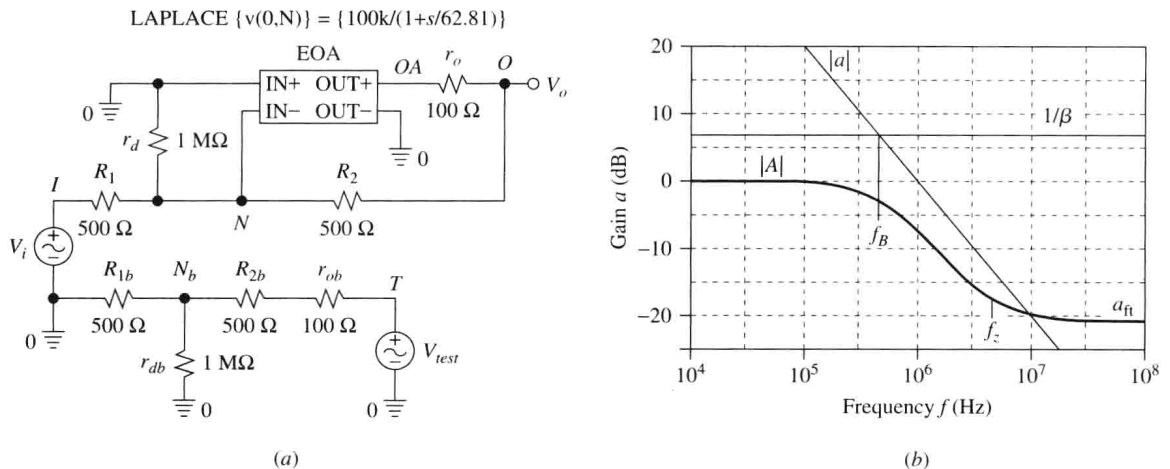 LAPLACE {v(0,N)} = {100k/(1+s/62.81)}
EOA
IN+ OUT+
IN− OUT−
OA
r_o
100 Ω
O
V_o
0
0
r_d
1 MΩ
I
R_1
500 Ω
N
R_2
500 Ω
V_i
R_1b
500 Ω
N_b
R_2b
500 Ω
r_ob
100 Ω
T
V_test
r_db
1 MΩ
0
0
0
(a)
20
10
0
−10
−20
Gain a (dB)
|a|
1/β
|A|
f_B
f_z
a_ft
10^4
10^5
10^6
10^7
10^8
Frequency f (Hz)
(b)